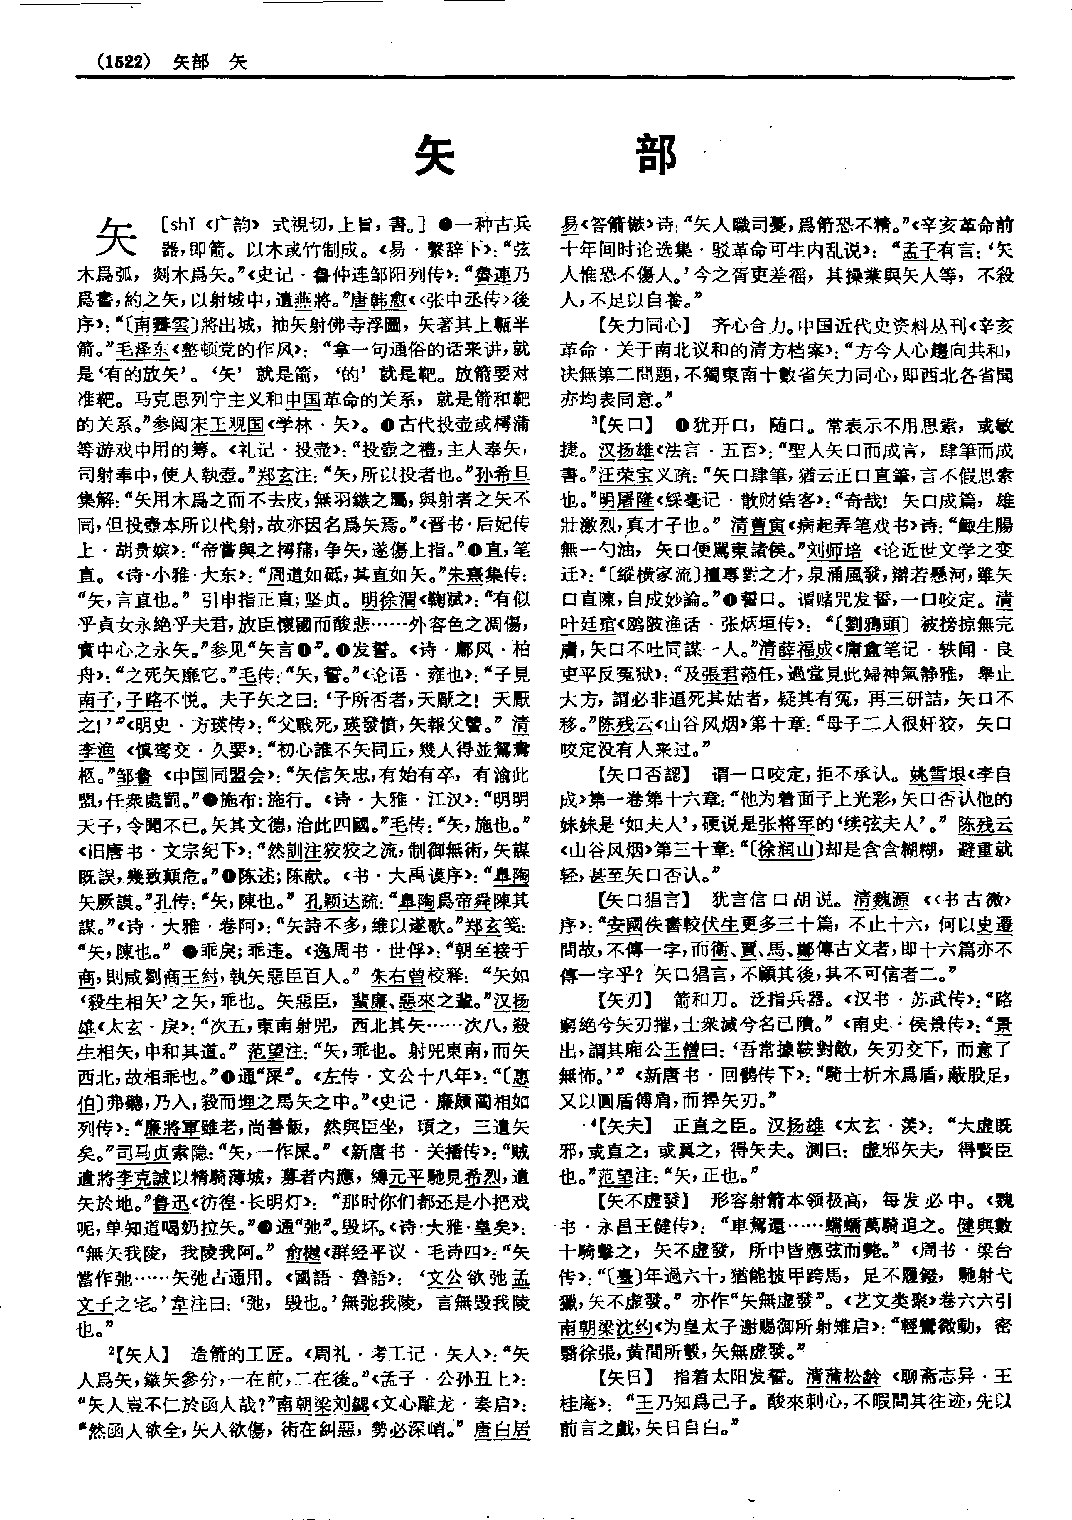 (1522) 矢部 矢
矢 部
矢 [shǐ 《广韵》 式視切,上旨,書。] ❶一种古兵
器,即箭。以木或竹制成。《易·繫辞下》:“弦
木爲弧, 剡木爲矢。”《史记·鲁仲连邹阳列传》:“魯連乃
爲書,約之矢,以射城中,遺燕將。”唐韩愈《〈张中丞传〉後
序》:“〔南霽雲〕將出城, 抽矢射佛寺浮圖, 矢著其上甎半
箭。”毛泽东《整顿党的作风》: “拿一句通俗的话来讲,就
是‘有的放矢’。‘矢’就是箭,‘的’就是靶。放箭要对
准靶。马克思列宁主义和中国革命的关系, 就是箭和靶
的关系。”参阅宋王观国《学林·矢》。 古代投壶或樗蒲
等游戏中用的筹。《礼记·投壶》:“投壺之禮,主人奉矢,
司射奉中,使人執壺。”郑玄注:“矢,所以投者也。”孙希旦
集解:“矢用木爲之而不去皮,無羽鏃之屬,與射者之矢不
同,但投壺本所以代射,故亦因名爲矢焉。”《晋书·后妃传
上·胡贵嫔》:“帝嘗與之樗蒱,争矢,遂傷上指。” 直,笔
直。《诗·小雅·大东》:“周道如砥,其直如矢。”朱熹集传:
“矢,言直也。” 引申指正直;坚贞。明徐渭《鞠赋》:“有似
乎貞女永絶乎夫君,放臣懷國而酸悲……外容色之凋傷,
實中心之永矢。”参见“矢言 ”。 发誓。《诗·鄘风·柏
舟》:“之死矢靡它。”毛传:“矢,誓。”《论语·雍也》:“子見
南子,子路不悦。夫子矢之曰:‘予所否者,天厭之! 天厭
之!’”《明史·方瑛传》:“父戰死,瑛發憤,矢報父讐。” 清
李渔《慎鸾交·久要》:“初心誰不矢同丘,幾人得並鴛鴦
柩。”邹鲁《中国同盟会》:“矢信矢忠,有始有卒, 有渝此
盟,任衆處罰。” 施布;施行。《诗·大雅·江汉》:“明明
天子,令聞不已。矢其文德,洽此四國。”毛传:“矢,施也。”
《旧唐书·文宗纪下》:“然訓注狡狡之流,制御無術,矢謀
既誤,幾致顛危。” 陈述;陈献。《书·大禹谟序》:“皋陶
矢厥謨。”孔传:“矢,陳也。” 孔颖达疏:“皋陶爲帝舜陳其
謀。”《诗·大雅·卷阿》:“矢詩不多,維以遂歌。”郑玄笺:
“矢,陳也。” 乖戾;乖违。《逸周书·世俘》:“朝至接于
商,則咸劉商王紂,執矢惡臣百人。” 朱右曾校释: “矢如
‘殺生相矢’之矢,乖也。矢惡臣,蜚廉、惡來之輩。”汉扬
雄《太玄·戾》:“次五,東南射兕, 西北其矢……次八,殺
生相矢,中和其道。” 范望注:“矢,乖也。射兕東南,而矢
西北,故相乖也。” 通“屎”。《左传·文公十八年》:“〔惠
伯〕弗聽,乃入,殺而埋之馬矢之中。”《史记·廉颇蔺相如
列传》:“廉將軍雖老,尚善飯, 然與臣坐, 頃之, 三遺矢
矣。”司马贞索隐:“矢,一作屎。”《新唐书·关播传》:“賊
遣將李克誠以精騎薄城, 募者内應, 縛元平馳見希烈,遺
矢於地。”鲁迅《彷徨·长明灯》: “那时你们都还是小把戏
呢,单知道喝奶拉矢。” 通“弛”。毁坏。《诗·大雅·皇矣》:
“無矢我陵, 我陵我阿。” 俞樾《群经平议·毛诗四》:“矢
當作弛……矢弛古通用。《國語·魯語》: ‘文公欲弛孟
文子之宅。’韋注曰:‘弛, 毁也。’無弛我陵, 言無毁我陵
也。”
²【矢人】 造箭的工匠。《周礼·考工记·矢人》:“矢
人爲矢,鍭矢參分,一在前,二在後。”《孟子·公孙丑上》:
“矢人豈不仁於函人哉?”南朝梁刘勰《文心雕龙·奏启》:
“然函人欲全,矢人欲傷, 術在糾惡, 勢必深峭。” 唐白居
易《答箭镞》诗:“矢人職司憂,爲箭恐不精。”《辛亥革命前
十年间时论选集·驳革命可生内乱说》: “孟子有言:‘矢
人惟恐不傷人。’今之胥吏差徭, 其操業與矢人等, 不殺
人,不足以自養。”
【矢力同心】 齐心合力。中国近代史资料丛刊《辛亥
革命·关于南北议和的清方档案》:“方今人心趨向共和,
决無第二問題,不獨東南十數省矢力同心,即西北各省聞
亦均表同意。”
³【矢口】 ❶犹开口, 随口。常表示不用思索, 或敏
捷。汉扬雄《法言·五百》:“聖人矢口而成言, 肆筆而成
書。”汪荣宝义疏:“矢口肆筆,猶云正口直筆,言不假思索
也。”明屠隆《綵毫记·散财结客》:“奇哉! 矢口成篇, 雄
壯激烈,真才子也。” 清曹寅《病起弄笔戏书》诗:“鯫生腸
無一勺油, 矢口便罵東諸侯。”刘师培《论近世文学之变
迁》:“〔縱横家流〕擅專對之才,泉涌風發,辯若懸河,雖矢
口直陳,自成妙論。” 誓口。谓赌咒发誓,一口咬定。清
叶廷琯《鸥陂渔话·张炳垣传》: “〔劉鴉頭〕被搒掠無完
膚,矢口不吐同謀一人。”清薛福成《庸盦笔记·轶闻·良
吏平反冤狱》:“及張君蒞任,過堂見此婦神氣静雅, 舉止
大方, 謂必非逼死其姑者, 疑其有冤, 再三研詰, 矢口不
移。”陈残云《山谷风烟》第十章:“母子二人很奸狡, 矢口
咬定没有人来过。”
【矢口否認】 谓一口咬定,拒不承认。姚雪垠《李自
成》第一卷第十六章:“他为着面子上光彩,矢口否认他的
妹妹是‘如夫人’,硬说是张将军的‘续弦夫人’。” 陈残云
《山谷风烟》第三十章:“〔徐润山〕却是含含糊糊, 避重就
轻,甚至矢口否认。”
【矢口猖言】 犹言信口胡说。清魏源《〈书古微〉
序》:“安國佚書較伏生更多三十篇, 不止十六, 何以史遷
問故,不傳一字,而衛、賈、馬、鄭傳古文者,即十六篇亦不
傳一字乎? 矢口猖言,不顧其後,其不可信者二。”
【矢刃】 箭和刀。泛指兵器。《汉书·苏武传》:“路
窮絶兮矢刃摧,士衆滅兮名已隤。” 《南史·侯景传》:“景
出,謂其廂公王僧曰:‘吾常據鞍對敵, 矢刃交下, 而意了
無怖。’” 《新唐书·回鹘传下》:“騎士析木爲盾,蔽股足,
又以圓盾傅肩,而捍矢刃。”
⁴【矢夫】 正直之臣。汉扬雄《太玄·羡》:“大虚既
邪,或直之; 或翼之, 得矢夫。測曰: 虚邪矢夫, 得賢臣
也。”范望注:“矢,正也。”
【矢不虚發】 形容射箭本领极高, 每发必中。《魏
书·永昌王健传》: “車駕還……蠕蠕萬騎追之。健與數
十騎擊之, 矢不虚發, 所中皆應弦而斃。”《周书·梁台
传》:“〔臺〕年過六十,猶能披甲跨馬, 足不履鐙, 馳射弋
獵,矢不虚發。” 亦作“矢無虚發”。《艺文类聚》卷六六引
南朝梁沈约《为皇太子谢赐御所射雉启》:“輕鷩微動, 密
翳徐張,黄間所彀,矢無虚發。”
【矢日】 指着太阳发誓。清蒲松龄《聊斋志异·王
桂庵》: “王乃知爲己子。酸來刺心,不暇問其往迹,先以
前言之戲,矢日自白。”